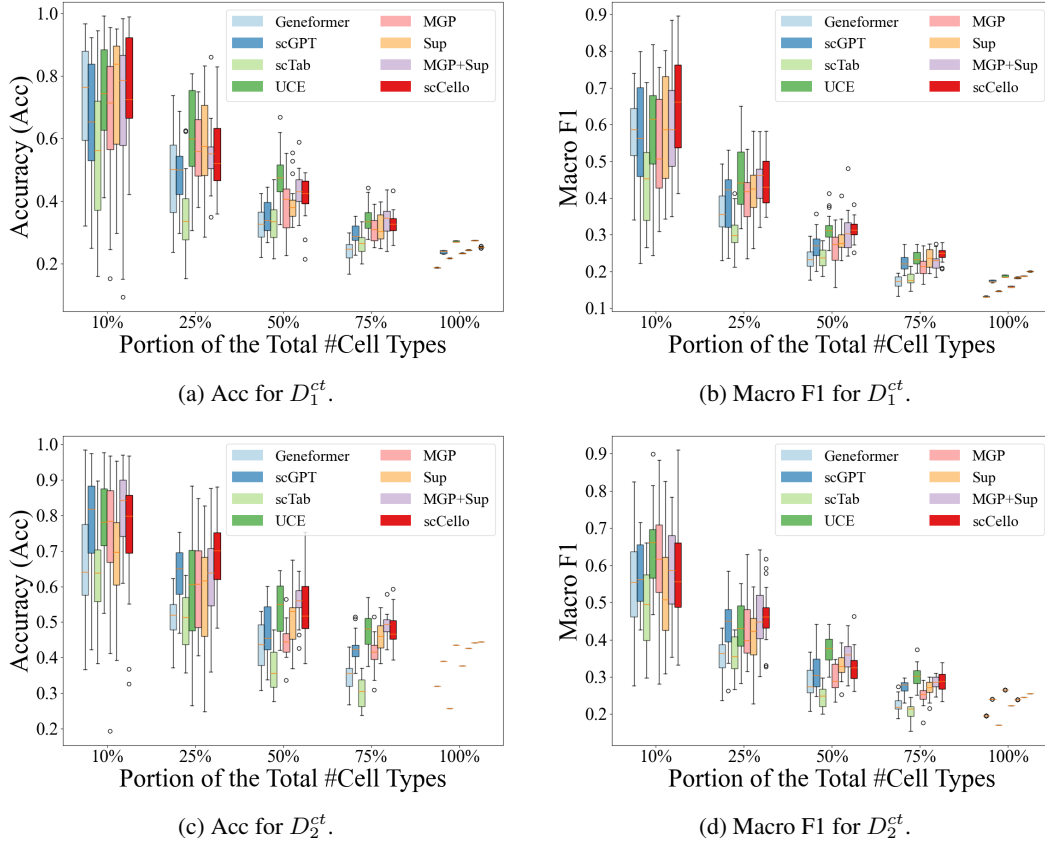 Accuracy (Acc)
1.0
0.8
0.6
0.4
0.2
Geneformer
scGPT
scTab
UCE
MGP
Sup
MGP+Sup
scCello
10%
25%
50%
75%
100%
Portion of the Total #Cell Types
(a) Acc for $D_1^{ct}$.
Macro F1
0.9
0.8
0.7
0.6
0.5
0.4
0.3
0.2
0.1
Geneformer
scGPT
scTab
UCE
MGP
Sup
MGP+Sup
scCello
10%
25%
50%
75%
100%
Portion of the Total #Cell Types
(b) Macro F1 for $D_1^{ct}$.
Accuracy (Acc)
1.0
0.9
0.8
0.7
0.6
0.5
0.4
0.3
0.2
Geneformer
scGPT
scTab
UCE
MGP
Sup
MGP+Sup
scCello
10%
25%
50%
75%
100%
Portion of the Total #Cell Types
(c) Acc for $D_2^{ct}$.
Macro F1
0.9
0.8
0.7
0.6
0.5
0.4
0.3
0.2
Geneformer
scGPT
scTab
UCE
MGP
Sup
MGP+Sup
scCello
10%
25%
50%
75%
100%
Portion of the Total #Cell Types
(d) Macro F1 for $D_2^{ct}$.